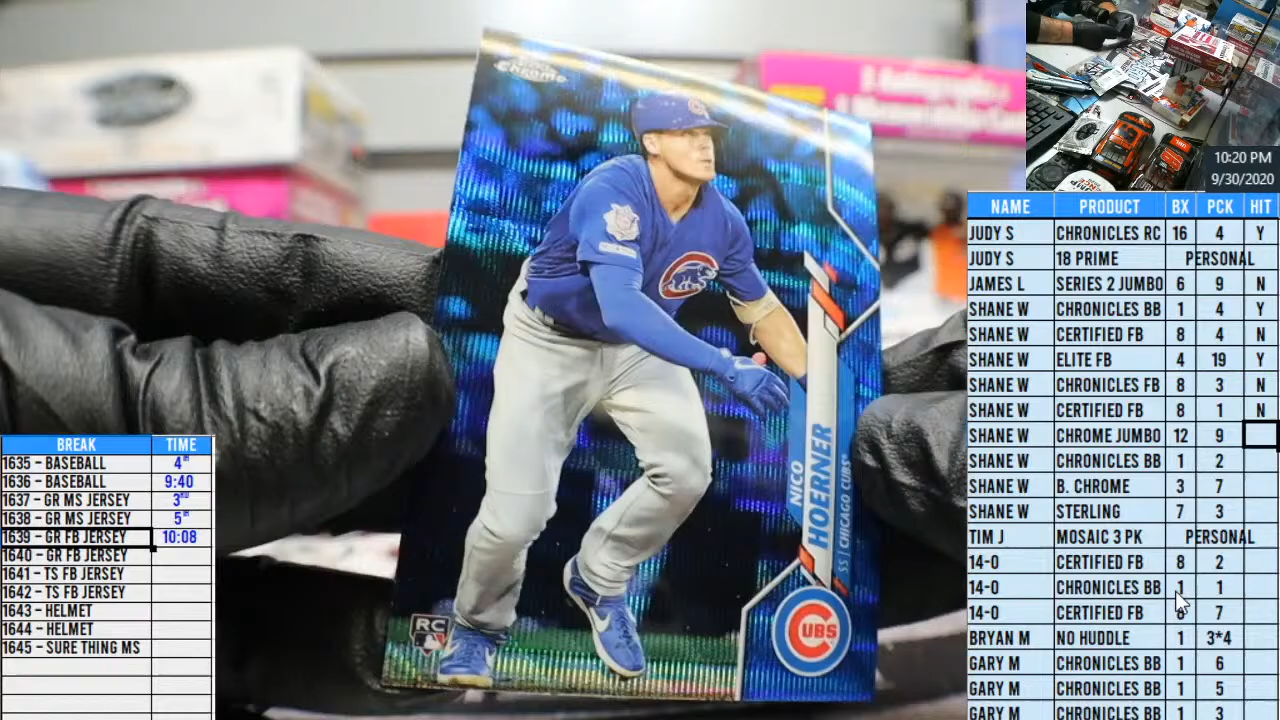 Chrome
NICO
HOERNER
SS | CHICAGO CUBS
RC
CUBS
10:20 PM
9/30/2020
NAME PRODUCT BX PCK HIT
JUDY S CHRONICLES RC 16 4 Y
JUDY S 18 PRIME PERSONAL
JAMES L SERIES 2 JUMBO 6 9 N
SHANE W CHRONICLES BB 1 4 Y
SHANE W CERTIFIED FB 8 4 N
SHANE W ELITE FB 4 19 Y
SHANE W CHRONICLES FB 8 3 N
SHANE W CERTIFIED FB 8 1 N
SHANE W CHROME JUMBO 12 9
SHANE W CHRONICLES BB 1 2
SHANE W B. CHROME 3 7
SHANE W STERLING 7 3
TIM J MOSAIC 3 PK PERSONAL
14-0 CERTIFIED FB 8 2
14-0 CHRONICLES BB 1 1
14-0 CERTIFIED FB 8 7
BRYAN M NO HUDDLE 1 3*4
GARY M CHRONICLES BB 1 6
GARY M CHRONICLES BB 1 5
GARY M CHRONICLES BB 1 3
BREAK TIME
1635 - BASEBALL 4TH
1636 - BASEBALL 9:40
1637 - GR MS JERSEY 3RD
1638 - GR MS JERSEY 5TH
1639 - GR FB JERSEY 10:08
1640 - GR FB JERSEY
1641 - TS FB JERSEY
1642 - TS FB JERSEY
1643 - HELMET
1644 - HELMET
1645 - SURE THING MS